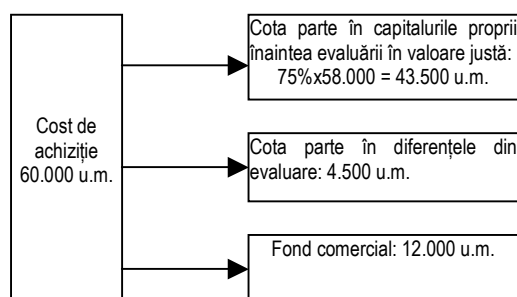 Cost de
achiziție
60.000 u.m.
Cota parte în capitalurile proprii
înaintea evaluării în valoare justă:
75%x58.000 = 43.500 u.m.
Cota parte în diferențele din
evaluare: 4.500 u.m.
Fond comercial: 12.000 u.m.